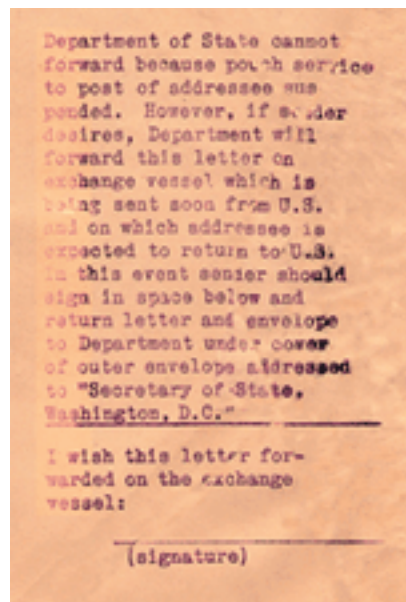 Department of State cannot
forward because pouch service
to post of addressee sus
pended. However, if sender
desires, Department will
forward this letter on
exchange vessel which is
being sent soon from U.S.
and on which addressee is
expected to return to U.S.
In this event sender should
sign in space below and
return letter and envelope
to Department under cover
of outer envelope addressed
to "Secretary of State,
Washington, D.C."
I wish this letter for-
warded on the exchange
vessel:
(signature)